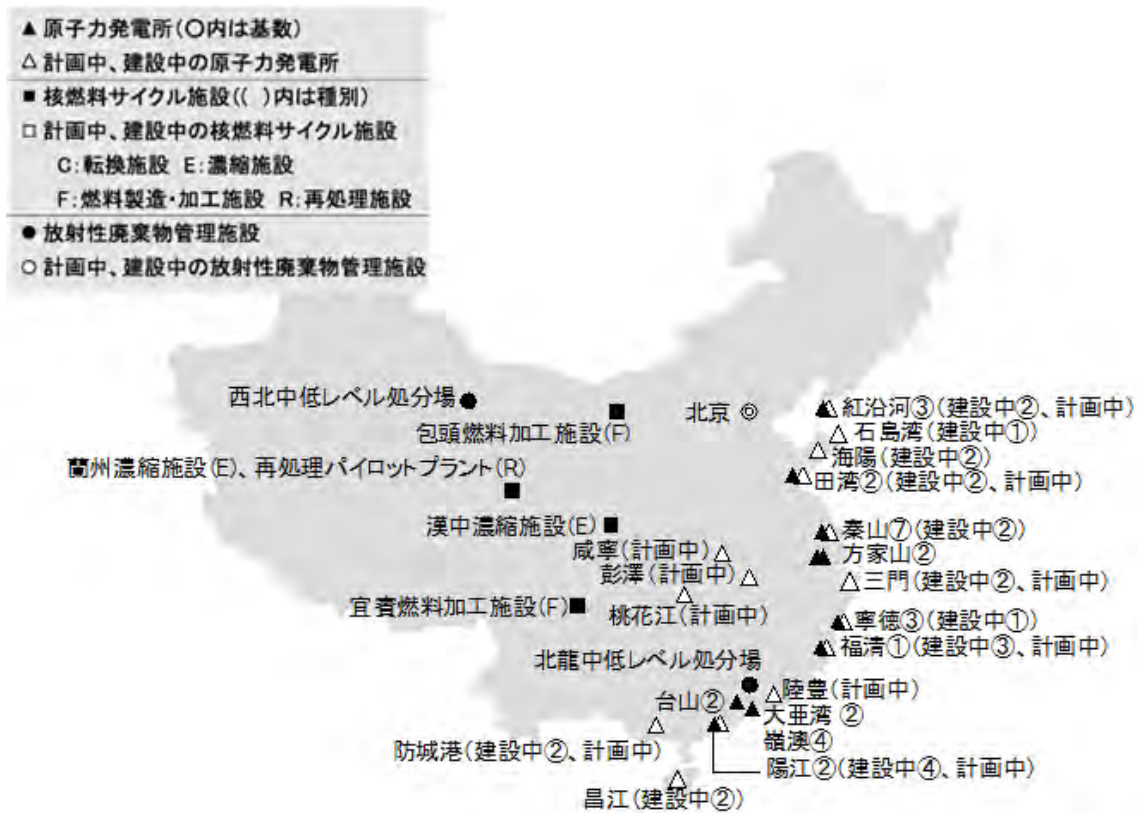 ▲ 原子力発電所(○内は基数)
△ 計画中、建設中の原子力発電所
■ 核燃料サイクル施設(( )内は種別)
□ 計画中、建設中の核燃料サイクル施設
C:転換施設 E:濃縮施設
F:燃料製造・加工施設 R:再処理施設
● 放射性廃棄物管理施設
○ 計画中、建設中の放射性廃棄物管理施設
西北中低レベル処分場
北京
紅沿河③(建設中②、計画中)
包頭燃料加工施設(F)
石島湾(建設中①)
海陽(建設中②)
蘭州濃縮施設(E)、再処理パイロットプラント(R)
田湾②(建設中②、計画中)
漢中濃縮施設(E)
秦山⑦(建設中②)
咸寧(計画中)
方家山②
彭澤(計画中)
三門(建設中②、計画中)
宜賓燃料加工施設(F)
桃花江(計画中)
寧徳③(建設中①)
福清①(建設中③、計画中)
北龍中低レベル処分場
陸豊(計画中)
台山②
大亜湾 ②
嶺澳④
防城港(建設中②、計画中)
陽江②(建設中④、計画中)
昌江(建設中②)